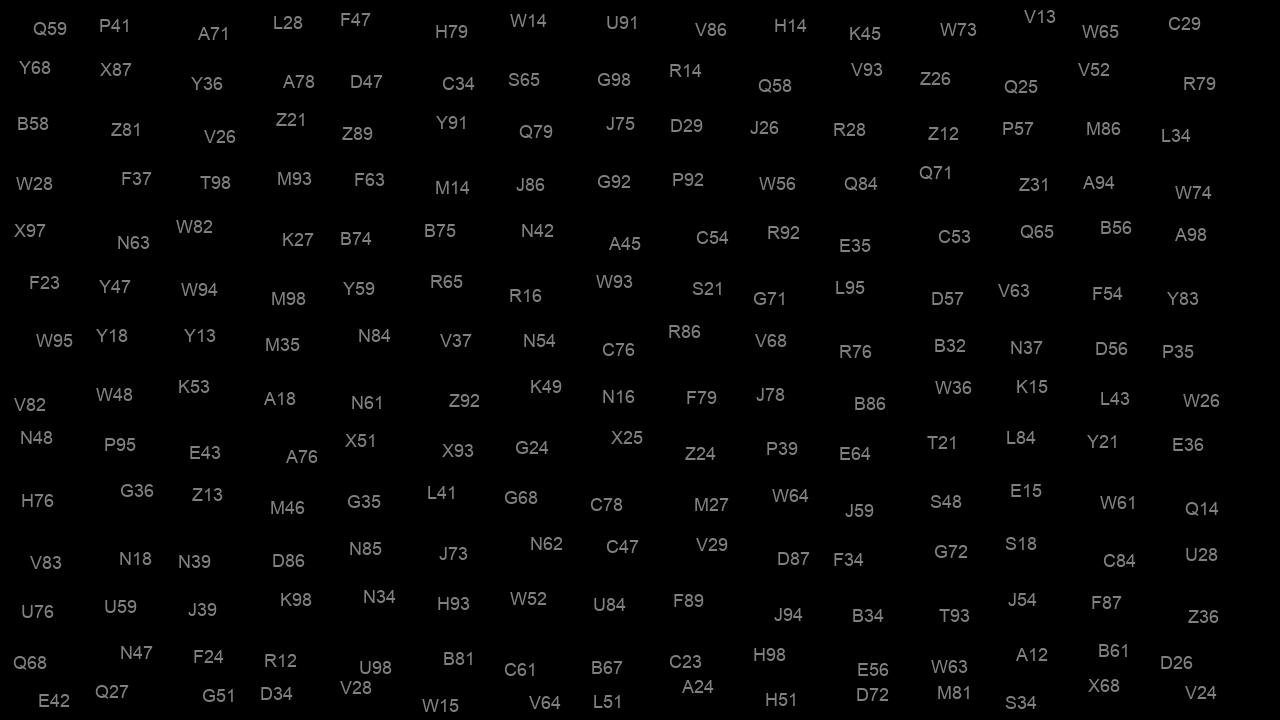 Q59 P41 A71 L28 F47 H79 W14 U91 V86 H14 K45 W73 V13 W65 C29
Y68 X87 Y36 A78 D47 C34 S65 G98 R14 Q58 V93 Z26 Q25 V52 R79
B58 Z81 V26 Z21 Z89 Y91 Q79 J75 D29 J26 R28 Z12 P57 M86 L34
W28 F37 T98 M93 F63 M14 J86 G92 P92 W56 Q84 Q71 Z31 A94 W74
X97 N63 W82 K27 B74 B75 N42 A45 C54 R92 E35 C53 Q65 B56 A98
F23 Y47 W94 M98 Y59 R65 R16 W93 S21 G71 L95 D57 V63 F54 Y83
W95 Y18 Y13 M35 N84 V37 N54 C76 R86 V68 R76 B32 N37 D56 P35
V82 W48 K53 A18 N61 Z92 K49 N16 F79 J78 B86 W36 K15 L43 W26
N48 P95 E43 A76 X51 X93 G24 X25 Z24 P39 E64 T21 L84 Y21 E36
H76 G36 Z13 M46 G35 L41 G68 C78 M27 W64 J59 S48 E15 W61 Q14
V83 N18 N39 D86 N85 J73 N62 C47 V29 D87 F34 G72 S18 C84 U28
U76 U59 J39 K98 N34 H93 W52 U84 F89 J94 B34 T93 J54 F87 Z36
Q68 N47 F24 R12 U98 B81 C61 B67 C23 H98 E56 W63 A12 B61 D26
E42 Q27 G51 D34 V28 W15 V64 L51 A24 H51 D72 M81 S34 X68 V24